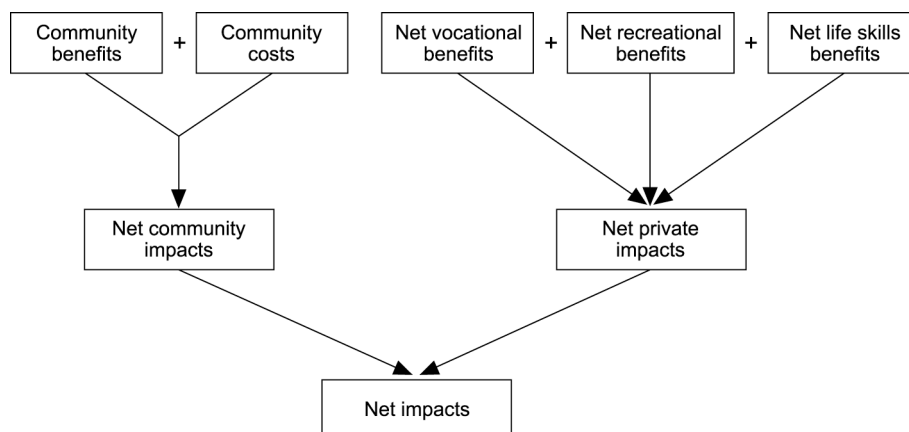 Community
benefits
+
Community
costs
Net vocational
benefits
+
Net recreational
benefits
+
Net life skills
benefits
Net community
impacts
Net private
impacts
Net impacts